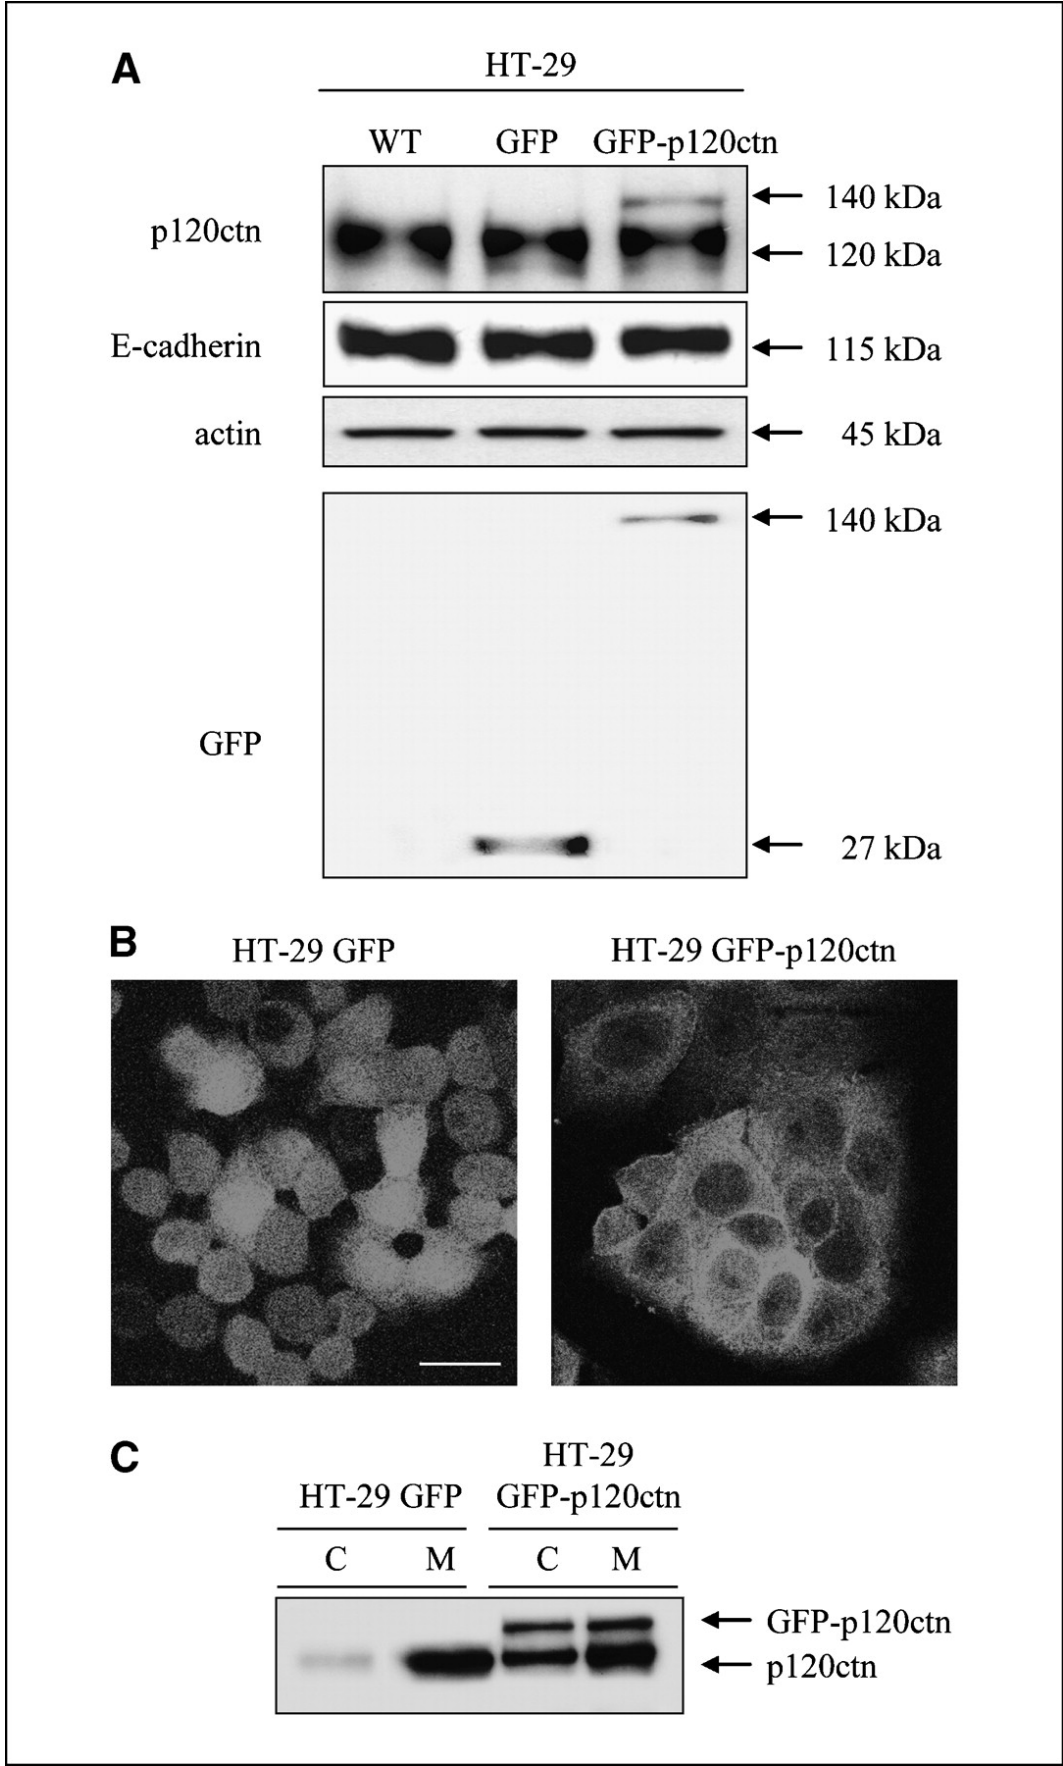 A
HT-29
WT GFP GFP-p120ctn
p120ctn
140 kDa
120 kDa
E-cadherin
115 kDa
actin
45 kDa
140 kDa
GFP
27 kDa
B
HT-29 GFP
HT-29 GFP-p120ctn
C
HT-29 GFP
HT-29
GFP-p120ctn
C M C M
GFP-p120ctn
p120ctn